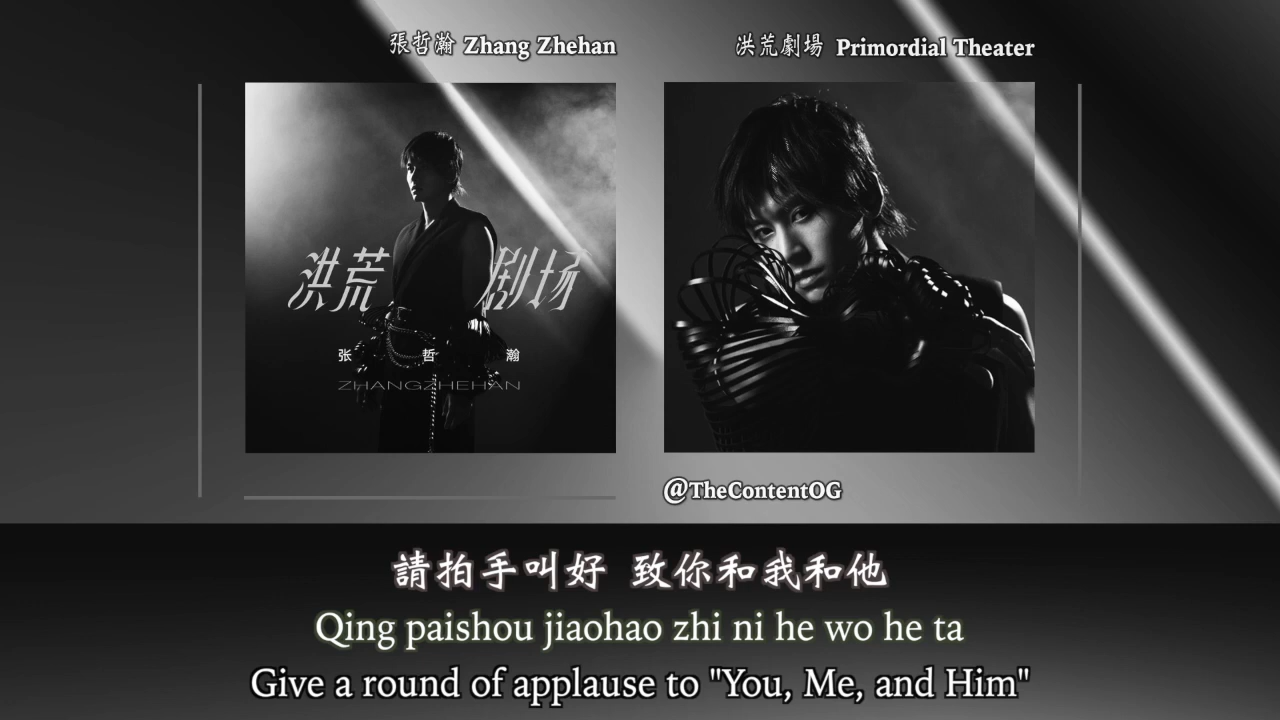 張哲瀚 Zhang Zhehan
洪荒劇場 Primordial Theater
洪荒剧场
张哲瀚
ZHANGZHEHAN
@TheContentOG
請拍手叫好 致你和我和他
Qing paishou jiaohao zhi ni he wo he ta
Give a round of applause to "You, Me, and Him"